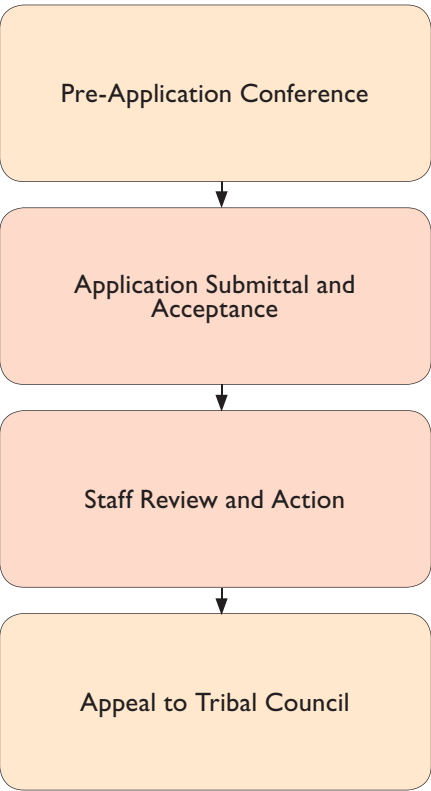 Pre-Application Conference
Application Submittal and
Acceptance
Staff Review and Action
Appeal to Tribal Council